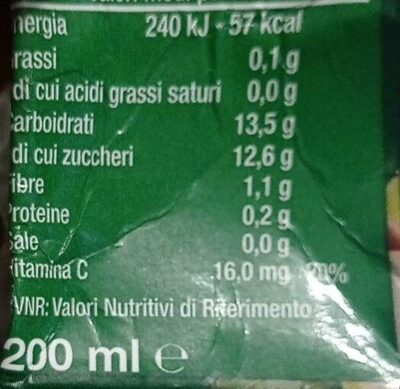 nergia 240 kJ - 57 kcal
rassi 0,1 g
di cui acidi grassi saturi 0,0 g
arboidrati 13,5 g
di cui zuccheri 12,6 g
ibre 1,1 g
roteine 0,2 g
ale 0,0 g
itamina C 16,0 mg 20%
VNR: Valori Nutritivi di Riferimento
200 ml e